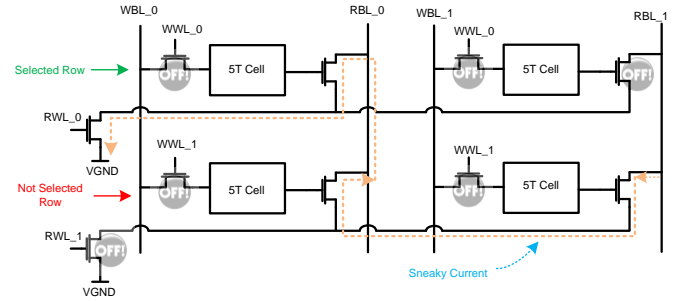 WBL_0
RBL_0
WBL_1
RBL_1
WWL_0
WWL_0
Selected Row
OFF!
5T Cell
OFF!
5T Cell
OFF!
RWL_0
VGND
WWL_1
WWL_1
Not Selected
Row
OFF!
5T Cell
OFF!
5T Cell
RWL_1
OFF!
VGND
Sneaky Current